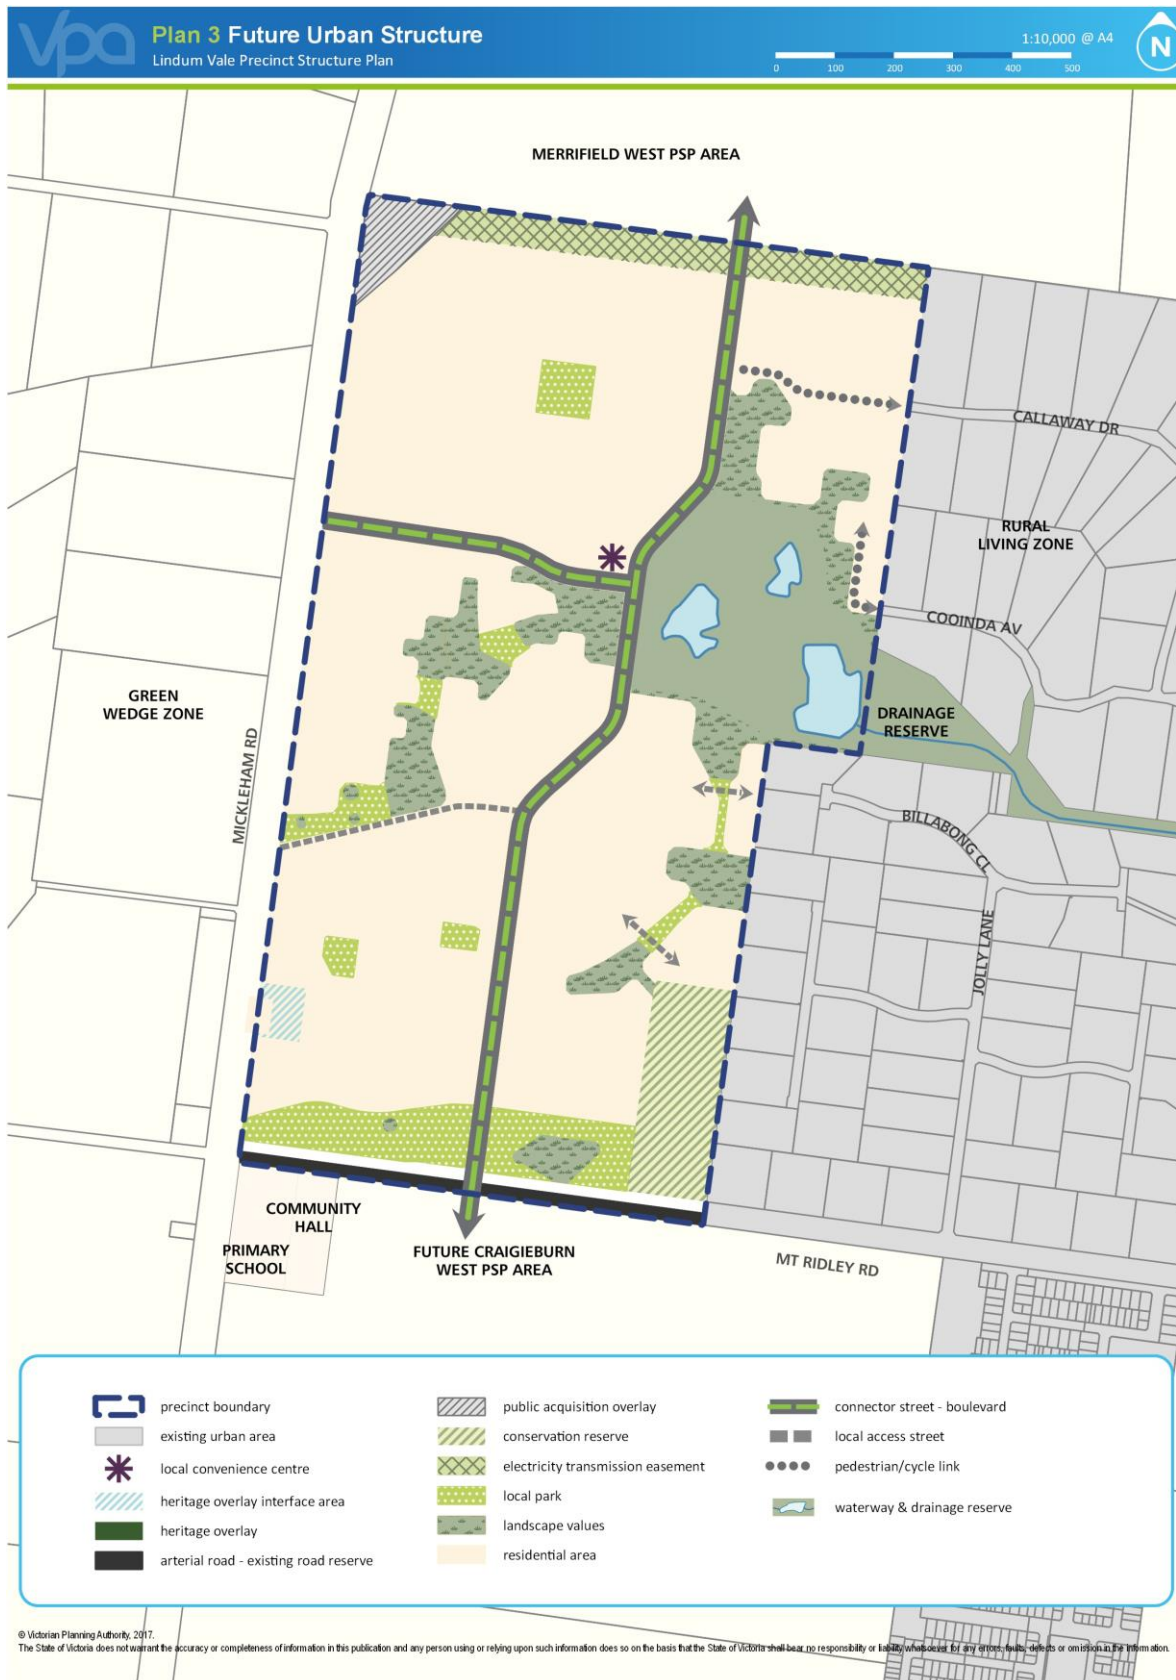 vpa
Plan 3 Future Urban Structure
Lindum Vale Precinct Structure Plan
1:10,000 @ A4
0 100 200 300 400 500
N
MERRIFIELD WEST PSP AREA
CALLAWAY DR
RURAL
LIVING ZONE
COOINDA AV
GREEN
WEDGE ZONE
DRAINAGE
RESERVE
MICKLEHAM RD
BILLABONG CL
JOLLY LANE
COMMUNITY
HALL
PRIMARY
SCHOOL
FUTURE CRAIGIEBURN
WEST PSP AREA
MT RIDLEY RD
precinct boundary
existing urban area
local convenience centre
heritage overlay interface area
heritage overlay
arterial road - existing road reserve
public acquisition overlay
conservation reserve
electricity transmission easement
local park
landscape values
residential area
connector street - boulevard
local access street
pedestrian/cycle link
waterway & drainage reserve
© Victorian Planning Authority, 2017.
The State of Victoria does not warrant the accuracy or completeness of information in this publication and any person using or relying upon such information does so on the basis that the State of Victoria shall bear no responsibility or liability whatsoever for any errors, faults, defects or omission in the information.